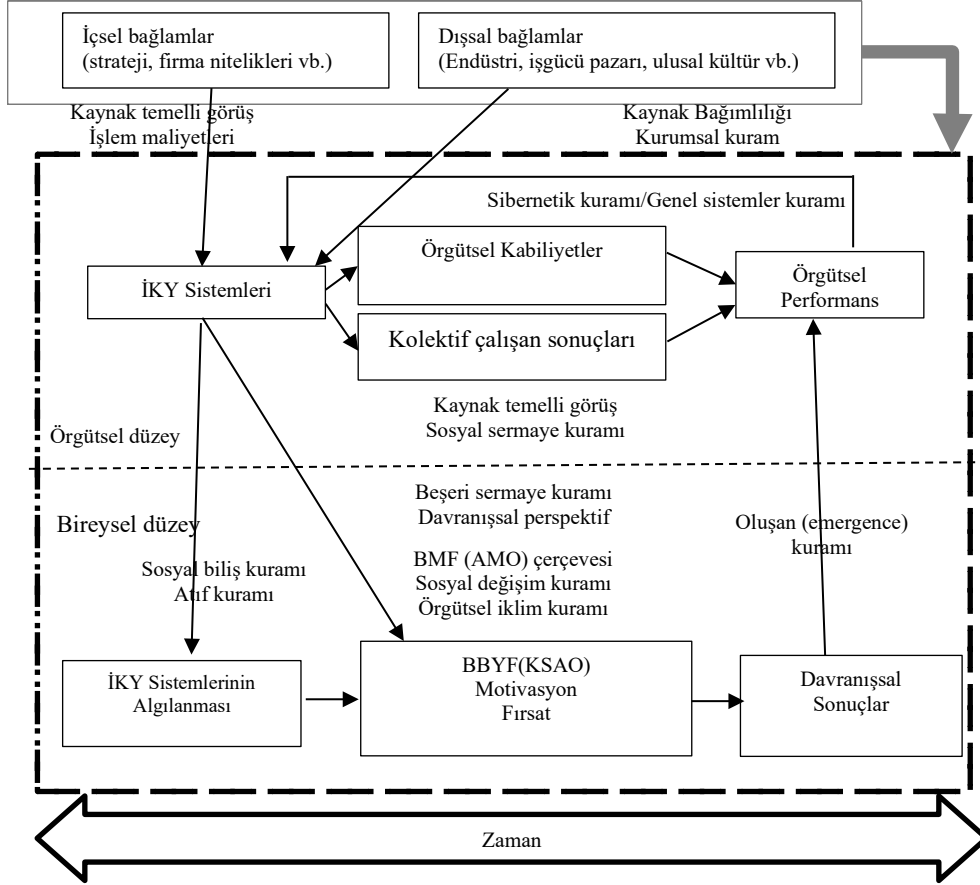 İçsel bağlamlar
(strateji, firma nitelikleri vb.)
Dışsal bağlamlar
(Endüstri, işgücü pazarı, ulusal kültür vb.)
Kaynak temelli görüş
İşlem maliyetleri
Kaynak Bağımlılığı
Kurumsal kuram
Sibernetik kuramı/Genel sistemler kuramı
Örgütsel Kabiliyetler
İKY Sistemleri
Örgütsel
Performans
Kolektif çalışan sonuçları
Kaynak temelli görüş
Sosyal sermaye kuramı
Örgütsel düzey
Bireysel düzey
Beşeri sermaye kuramı
Davranışsal perspektif
Oluşan (emergence)
kuramı
BMF (AMO) çerçevesi
Sosyal değişim kuramı
Örgütsel iklim kuramı
Sosyal biliş kuramı
Atıf kuramı
İKY Sistemlerinin
Algılanması
BBYF(KSAO)
Motivasyon
Fırsat
Davranışsal
Sonuçlar
Zaman